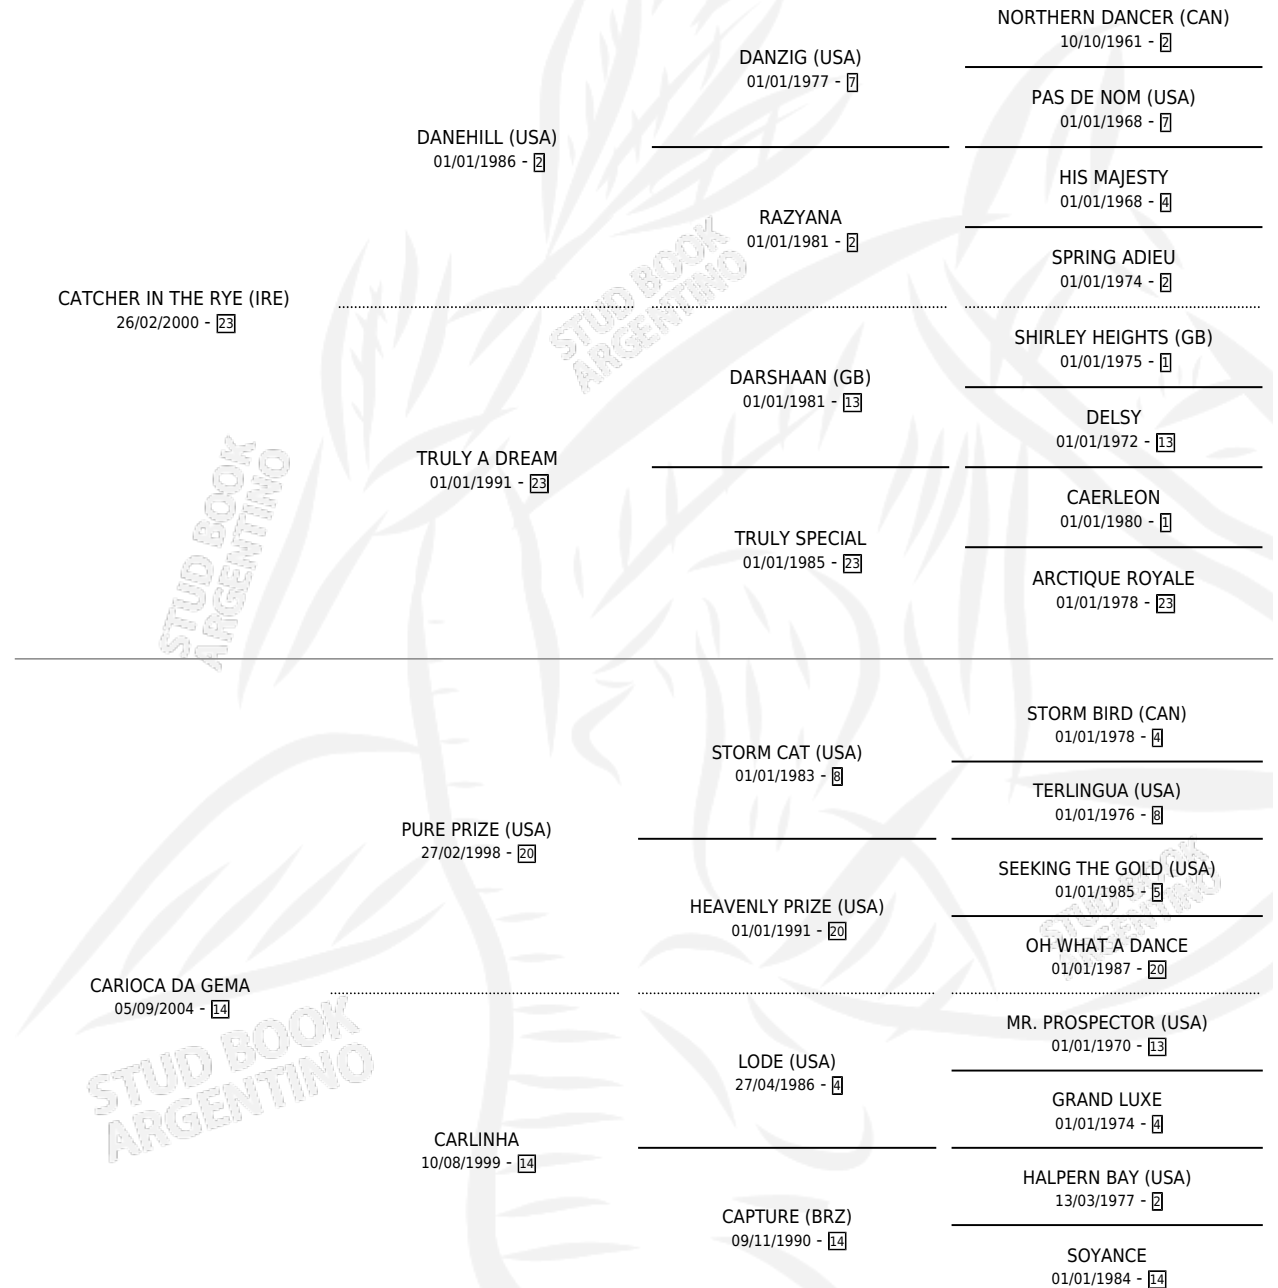 NORTHERN DANCER (CAN)
10/10/1961 - 2
DANZIG (USA)
01/01/1977 - 7
PAS DE NOM (USA)
01/01/1968 - 7
DANEHILL (USA)
01/01/1986 - 2
HIS MAJESTY
01/01/1968 - 4
RAZYANA
01/01/1981 - 2
SPRING ADIEU
01/01/1974 - 2
CATCHER IN THE RYE (IRE)
26/02/2000 - 23
SHIRLEY HEIGHTS (GB)
01/01/1975 - 1
DARSHAAN (GB)
01/01/1981 - 13
DELSY
01/01/1972 - 13
TRULY A DREAM
01/01/1991 - 23
CAERLEON
01/01/1980 - 1
TRULY SPECIAL
01/01/1985 - 23
ARCTIQUE ROYALE
01/01/1978 - 23
STUD BOOK
ARGENTINO
STUD BOOK
ARGENTINO
STORM BIRD (CAN)
01/01/1978 - 4
STORM CAT (USA)
01/01/1983 - 8
TERLINGUA (USA)
01/01/1976 - 8
PURE PRIZE (USA)
27/02/1998 - 20
SEEKING THE GOLD (USA)
01/01/1985 - 5
HEAVENLY PRIZE (USA)
01/01/1991 - 20
OH WHAT A DANCE
01/01/1987 - 20
CARIOCA DA GEMA
05/09/2004 - 14
MR. PROSPECTOR (USA)
01/01/1970 - 13
LODE (USA)
27/04/1986 - 4
GRAND LUXE
01/01/1974 - 4
CARLINHA
10/08/1999 - 14
HALPERN BAY (USA)
13/03/1977 - 2
CAPTURE (BRZ)
09/11/1990 - 14
SOYANCE
01/01/1984 - 14
STUD BOOK
ARGENTINO
STUD BOOK
ARGENTINO